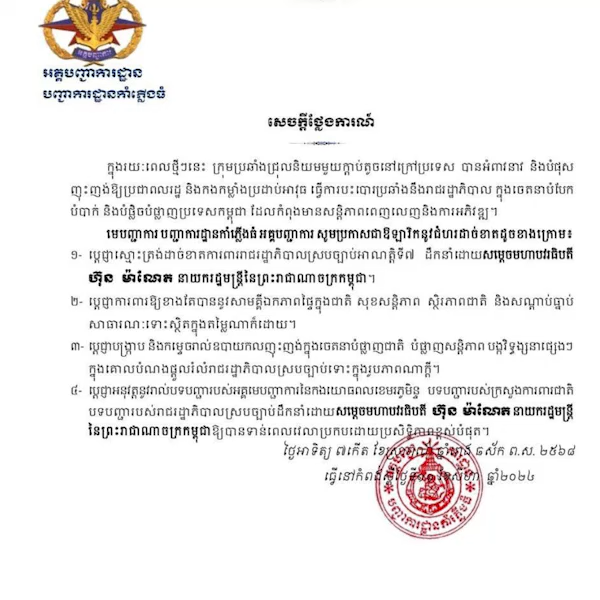 អគ្គបញ្ជាការដ្ឋាន
បញ្ជាការដ្ឋានកាំភ្លើងធំ
សេចក្តីថ្លែងការណ៍
ក្នុងរយៈពេលថ្មីៗនេះ ក្រុមប្រឆាំងជ្រុលនិយមមួយក្តាប់តូចនៅក្រៅប្រទេស បានអំពាវនាវ និងបំផុស
ញុះញង់ឱ្យប្រជាពលរដ្ឋ និងកងកម្លាំងប្រដាប់អាវុធ ធ្វើការបះបោរប្រឆាំងនឹងរាជរដ្ឋាភិបាល ក្នុងចេតនាបំបែក
បំបាក់ និងបំផ្លិចបំផ្លាញប្រទេសកម្ពុជា ដែលកំពុងមានសន្តិភាពពេញលេញនិងការអភិវឌ្ឍ។
មេបញ្ជាការ បញ្ជាការដ្ឋានកាំភ្លើងធំ អគ្គបញ្ជាការ សូមប្រកាសជាឱឡារិកនូវជំហរដាច់ខាតដូចខាងក្រោម៖
១- ប្តេជ្ញាស្មោះត្រង់ដាច់ខាតការពាររាជរដ្ឋាភិបាលស្របច្បាប់អាណត្តិទី៧ ដឹកនាំដោយសម្តេចមហាបវរធិបតី
ហ៊ុន ម៉ាណែត នាយករដ្ឋមន្ត្រីនៃព្រះរាជាណាចក្រកម្ពុជា។
២- ប្តេជ្ញាការពារឱ្យខាងតែបាននូវសាមគ្គីឯកភាពផ្ទៃក្នុងជាតិ សុខសន្តិភាព ស្ថិរភាពជាតិ និងសណ្តាប់ធ្នាប់
សាធារណៈទោះស្ថិតក្នុងតម្លៃណាក៏ដោយ។
៣- ប្តេជ្ញាបង្ក្រាប និងកម្ទេចរាល់ឧបាយកលញុះញង់ក្នុងចេតនាបំផ្លាញជាតិ បំផ្លាញសន្តិភាព បង្កវិទ្ធង្សនាផ្សេងៗ
ក្នុងគោលបំណងផ្តួលរំលំរាជរដ្ឋាភិបាលស្របច្បាប់ទោះក្នុងរូបភាពណាក្តី។
៤- ប្តេជ្ញាអនុវត្តនូវរាល់បទបញ្ជារបស់អគ្គមេបញ្ជាការនៃកងយោធពលខេមរភូមិន្ទ បទបញ្ជារបស់ក្រសួងការពារជាតិ
បទបញ្ជារបស់រាជរដ្ឋាភិបាលស្របច្បាប់ដឹកនាំដោយសម្តេចមហាបវរធិបតី ហ៊ុន ម៉ាណែត នាយករដ្ឋមន្ត្រី
នៃព្រះរាជាណាចក្រកម្ពុជាឱ្យបានទាន់ពេលវេលាប្រកបដោយប្រសិទ្ធិភាពខ្ពស់បំផុត។
ថ្ងៃអាទិត្យ ៧កើត ខែស្រាពណ៍ ឆ្នាំរោង ឆស័ក ព.ស. ២៥៦៨
ឆ្នាំ២០២៤
បញ្ជាការដ្ឋានកាំភ្លើងធំ